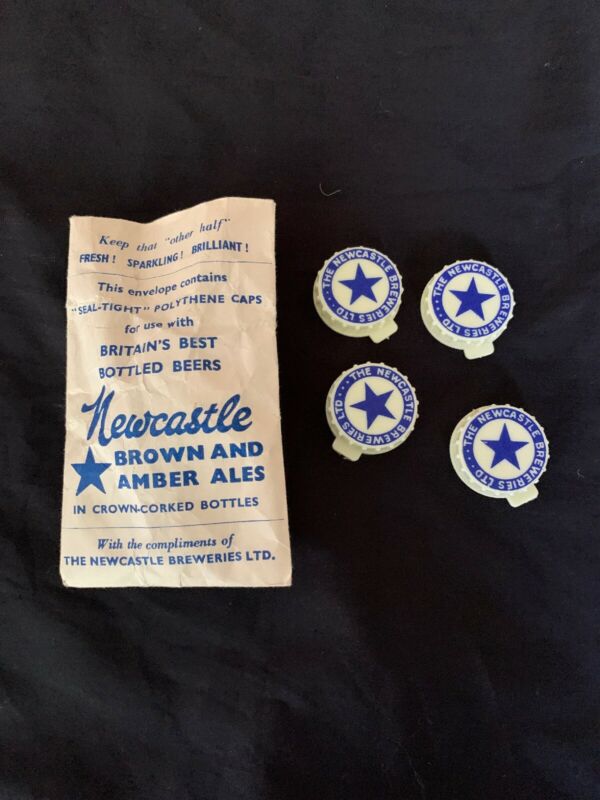 Keep that "other half"
FRESH! SPARKLING! BRILLIANT!
This envelope contains
"SEAL-TIGHT" POLYTHENE CAPS
for use with
BRITAIN'S BEST
BOTTLED BEERS
Newcastle
BROWN AND
AMBER ALES
IN CROWN-CORKED BOTTLES
With the compliments of
THE NEWCASTLE BREWERIES LTD.
THE NEWCASTLE BREWERIES LTD
THE NEWCASTLE BREWERIES LTD
THE NEWCASTLE BREWERIES LTD
THE NEWCASTLE BREWERIES LTD